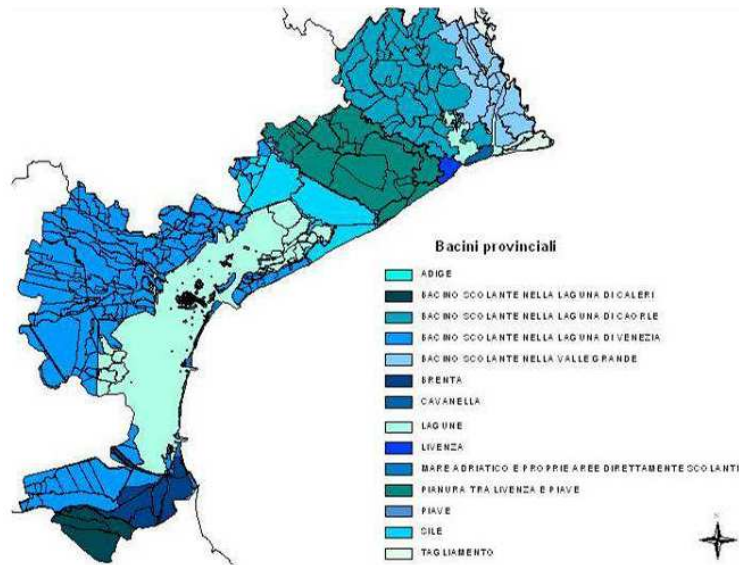 Bacini provinciali
ADIGE
BACINO SCOLANTE NELLA LAGUNA DI CALERI
BACINO SCOLANTE NELLA LAGUNA DI CAORLE
BACINO SCOLANTE NELLA LAGUNA DI VENEZIA
BACINO SCOLANTE NELLA VALLE GRANDE
BRENTA
CAVANELLA
LAGUNE
LIVENZA
MARE ADRIATICO E PROPRIE AREE DIRETTAMENTE SCOLANTI
PIANURA TRA LIVENZA E PIAVE
PIAVE
SILE
TAGLIAMENTO
N